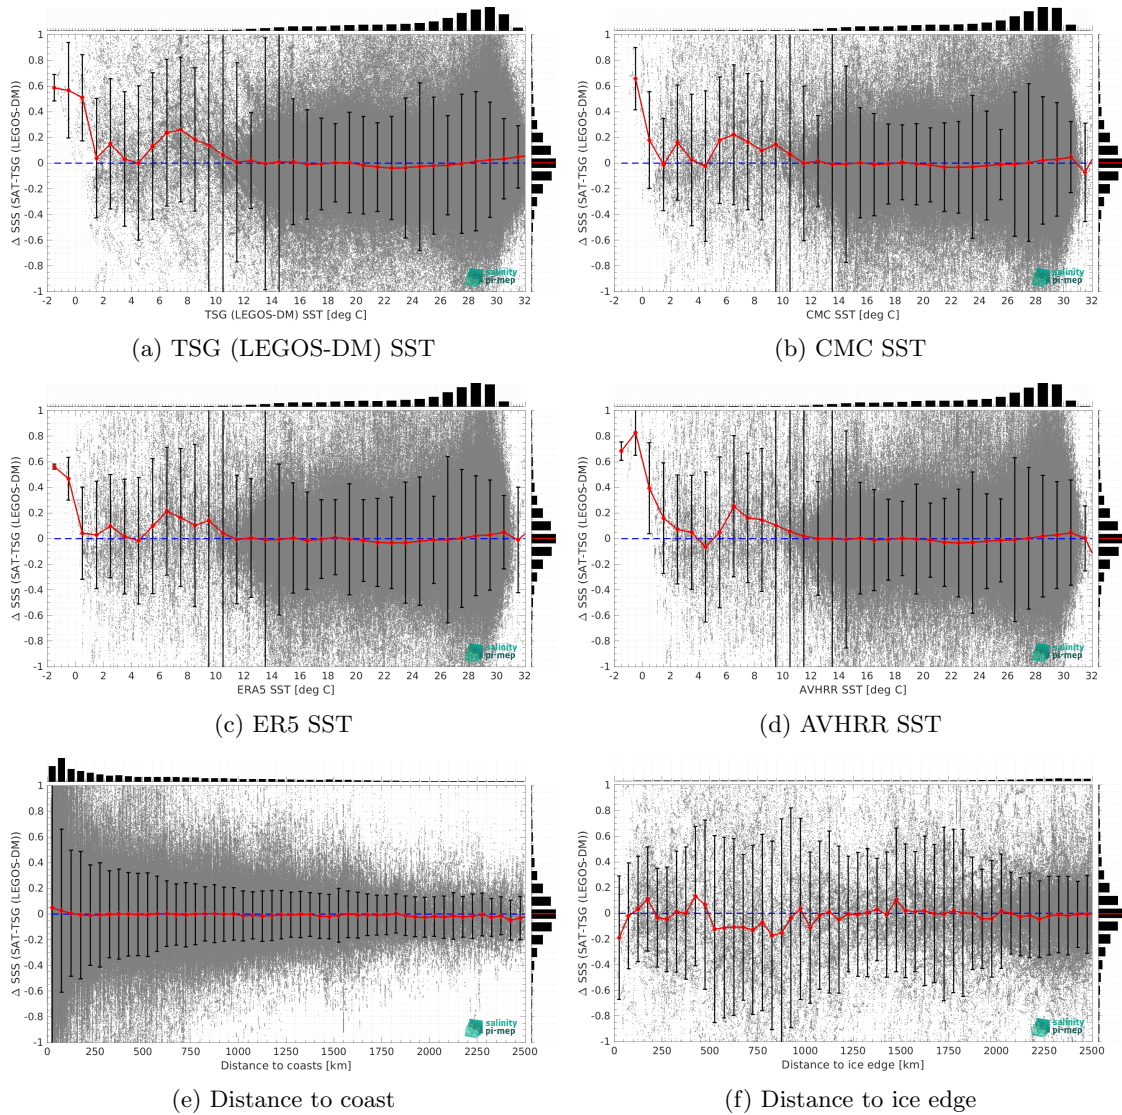 Δ SSS (SAT-TSG (LEGOS-DM))
1
0.8
0.6
0.4
0.2
0
-0.2
-0.4
-0.6
-0.8
-1
-2 0 2 4 6 8 10 12 14 16 18 20 22 24 26 28 30 32
TSG (LEGOS-DM) SST [deg C]
salinity
pi-mep
(a) TSG (LEGOS-DM) SST
Δ SSS (SAT-TSG (LEGOS-DM))
1
0.8
0.6
0.4
0.2
0
-0.2
-0.4
-0.6
-0.8
-1
-2 0 2 4 6 8 10 12 14 16 18 20 22 24 26 28 30 32
CMC SST [deg C]
salinity
pi-mep
(b) CMC SST
Δ SSS (SAT-TSG (LEGOS-DM))
1
0.8
0.6
0.4
0.2
0
-0.2
-0.4
-0.6
-0.8
-1
-2 0 2 4 6 8 10 12 14 16 18 20 22 24 26 28 30 32
ERA5 SST [deg C]
salinity
pi-mep
(c) ER5 SST
Δ SSS (SAT-TSG (LEGOS-DM))
1
0.8
0.6
0.4
0.2
0
-0.2
-0.4
-0.6
-0.8
-1
-2 0 2 4 6 8 10 12 14 16 18 20 22 24 26 28 30 32
AVHRR SST [deg C]
salinity
pi-mep
(d) AVHRR SST
Δ SSS (SAT-TSG (LEGOS-DM))
1
0.8
0.6
0.4
0.2
0
-0.2
-0.4
-0.6
-0.8
-1
0 250 500 750 1000 1250 1500 1750 2000 2250 2500
Distance to coasts [km]
salinity
pi-mep
(e) Distance to coast
Δ SSS (SAT-TSG (LEGOS-DM))
1
0.8
0.6
0.4
0.2
0
-0.2
-0.4
-0.6
-0.8
-1
0 250 500 750 1000 1250 1500 1750 2000 2250 2500
Distance to ice edge [km]
salinity
pi-mep
(f) Distance to ice edge